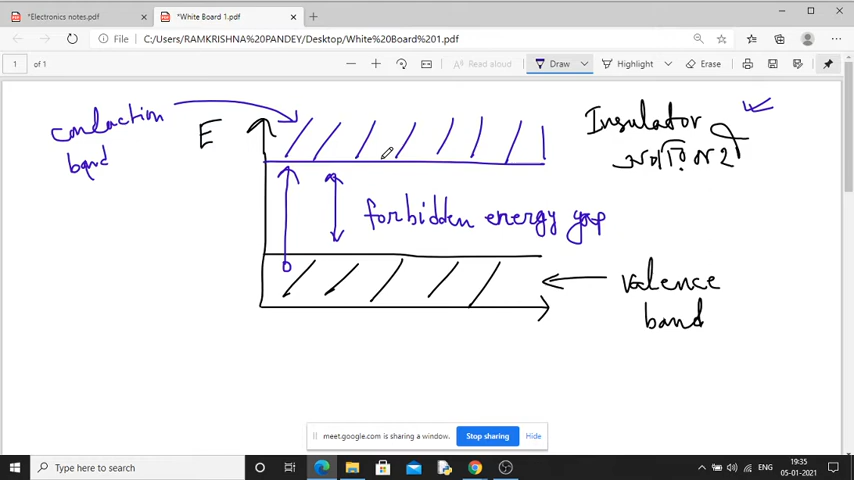 *Electronics notes.pdf
*White Board 1.pdf
File
C:/Users/RAMKRISHNA%20PANDEY/Desktop/White%20Board%201.pdf
1 of 1
Read aloud
Draw
Highlight
Erase
conduction
band
E
Insulator
forbidden energy gap
valence
band
meet.google.com is sharing a window.
Stop sharing
Hide
Type here to search
ENG
19:35
05-01-2021